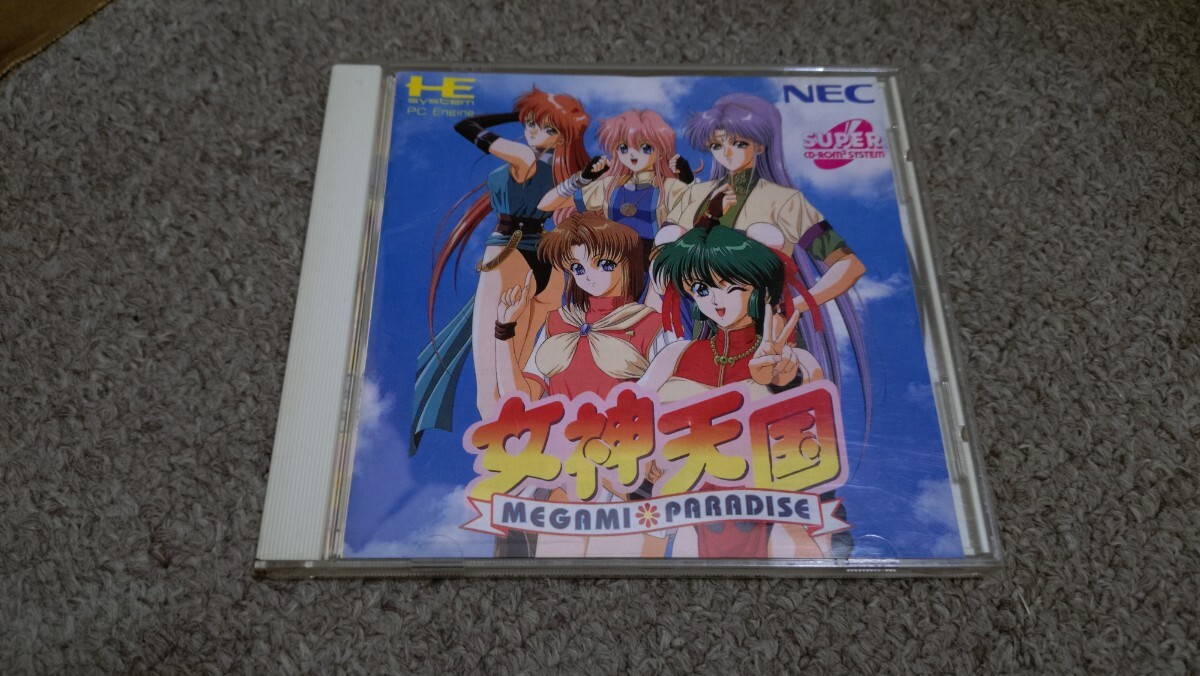 HE
system
PC Engine
NEC
SUPER
CD-ROM² SYSTEM
女神天国
MEGAMI PARADISE